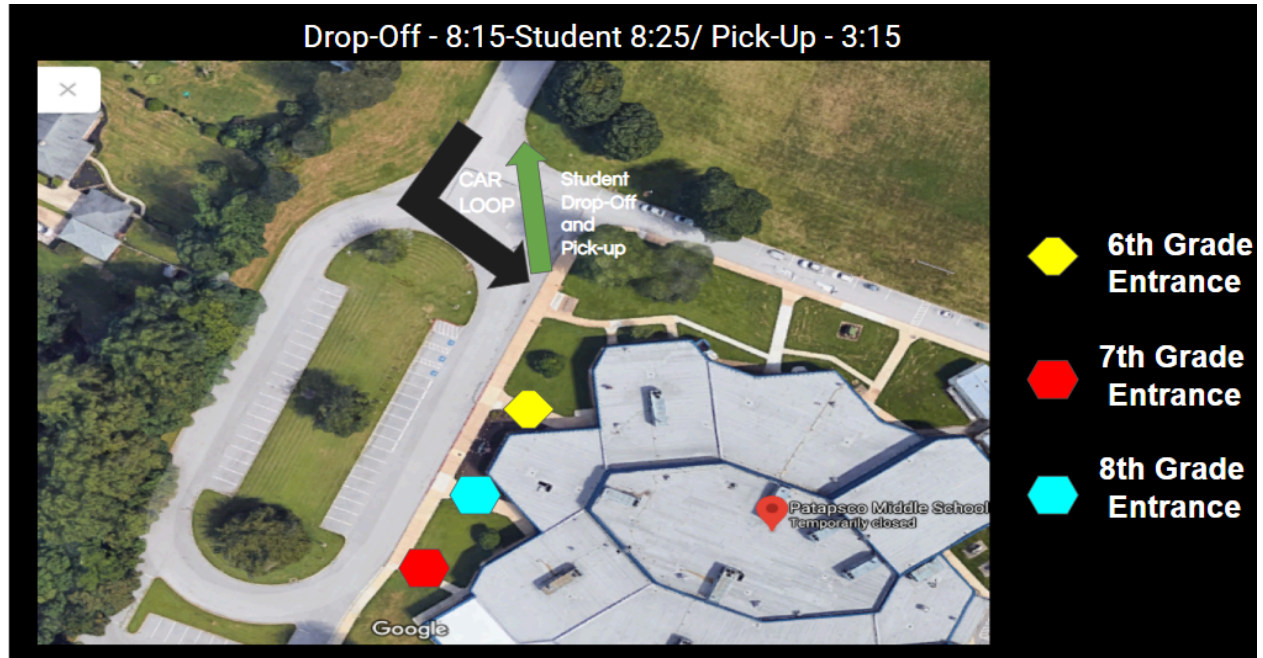 Drop-Off - 8:15-Student 8:25/ Pick-Up - 3:15
CAR
LOOP
Student
Drop-Off
and
Pick-up
6th Grade
Entrance
7th Grade
Entrance
8th Grade
Entrance
Patapsco Middle School
Temporarily closed
Google